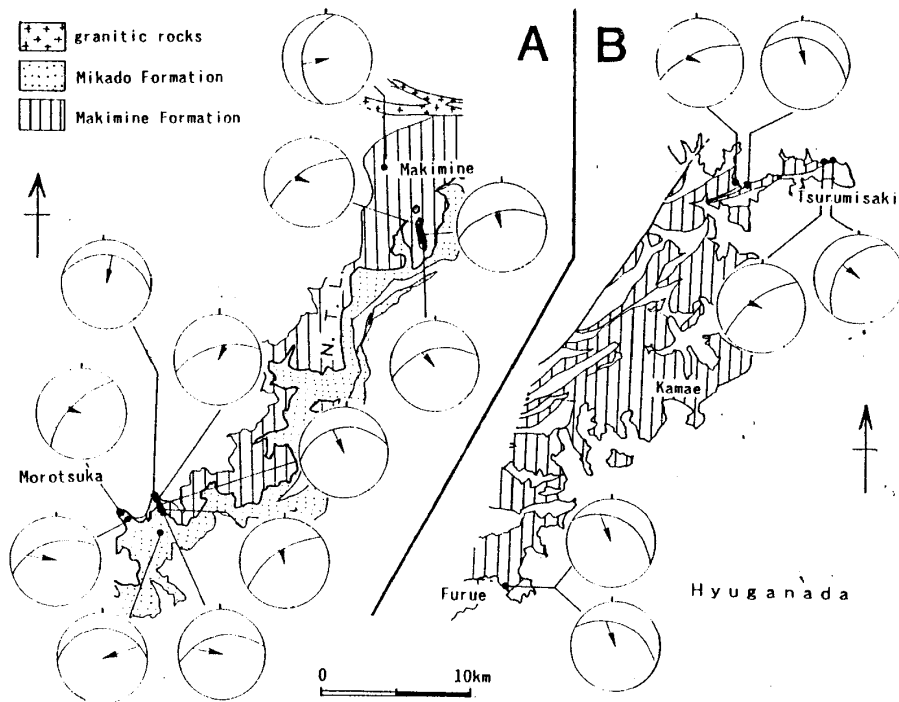 granitic rocks
Mikado Formation
Makimine Formation
A
B
Makimine
N. T. L.
Morotsuka
Tsurumisaki
Kamae
Furue
Hyuganada
0 10km